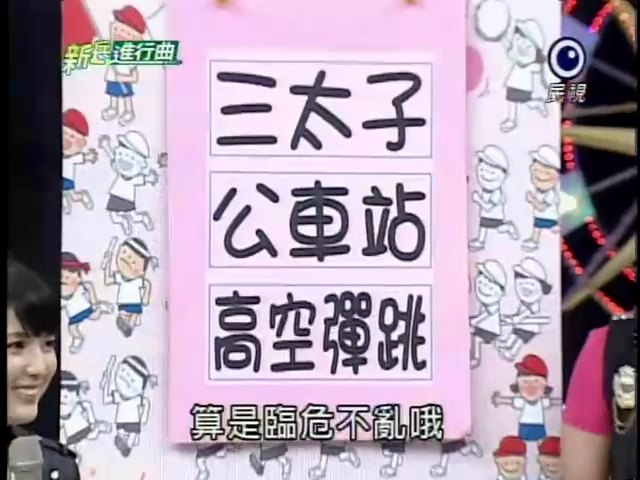 新兵進行曲
民視
三太子
公車站
高空彈跳
算是臨危不亂哦